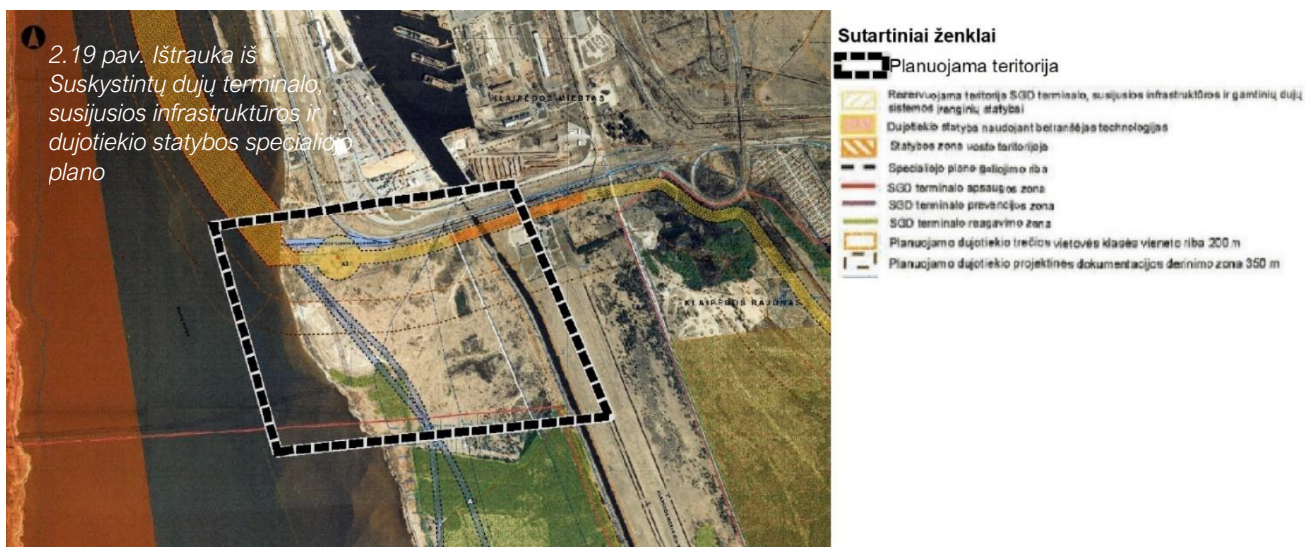 2.19 pav. Ištrauka iš
Suskystintų dujų terminalo,
susijusios infrastruktūros ir
dujotiekio statybos specialiojo
plano
KLAIPĖDOS MIESTAS
KLAIPĖDOS RAJONAS
Sutartiniai ženklai
Planuojama teritorija
Rezervuojama teritorija SGD terminalo, susijusios infrastruktūros ir gamtinių dujų
sistemos įrenginių statybai
Dujotiekio statyba naudojant betranšėjas technologijas
Statybos zona uosto teritorijoje
Specialiojo plano galiojimo riba
SGD terminalo apsaugos zona
SGD terminalo prevencijos zona
SGD terminalo reagavimo zona
Planuojamo dujotiekio trečios vietovės klasės vieneto riba 200 m
Planuojamo dujotiekio projektinės dokumentacijos derinimo zona 350 m